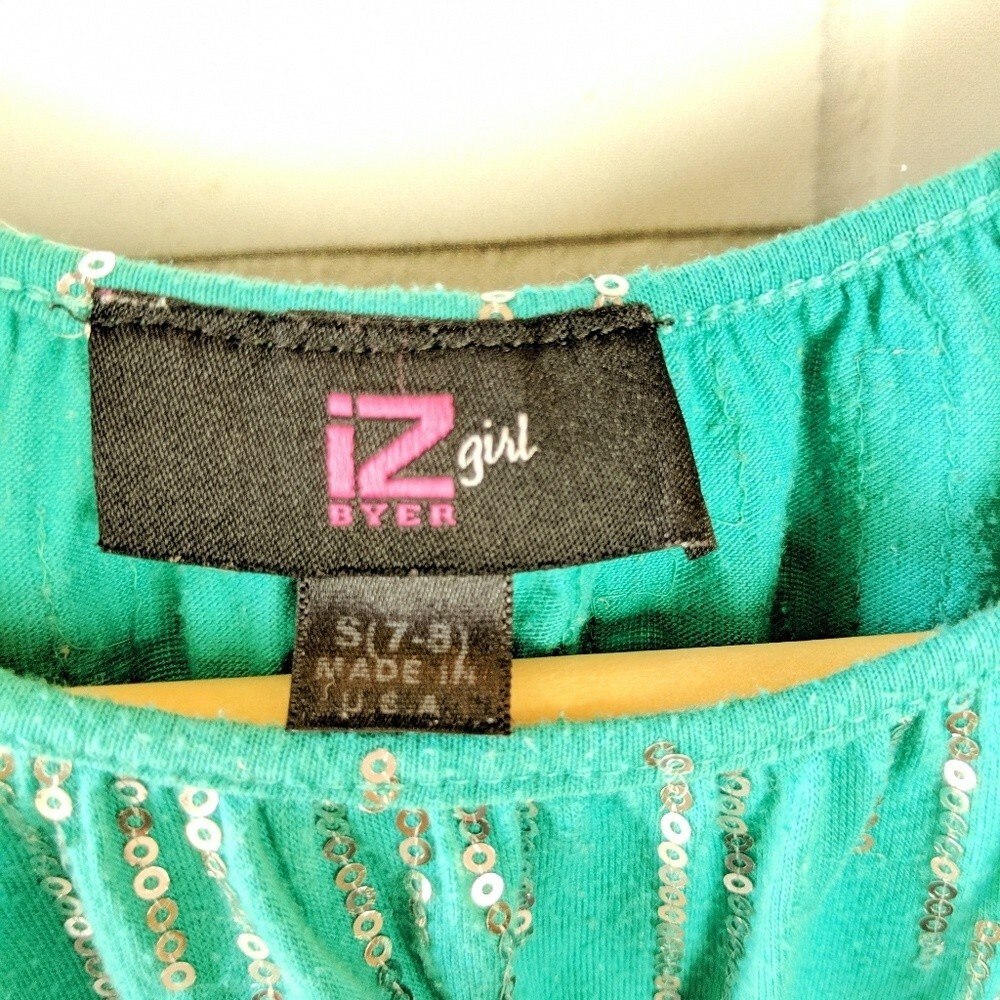 iZ girl
BYER
S(7-8)
MADE IN
U S A